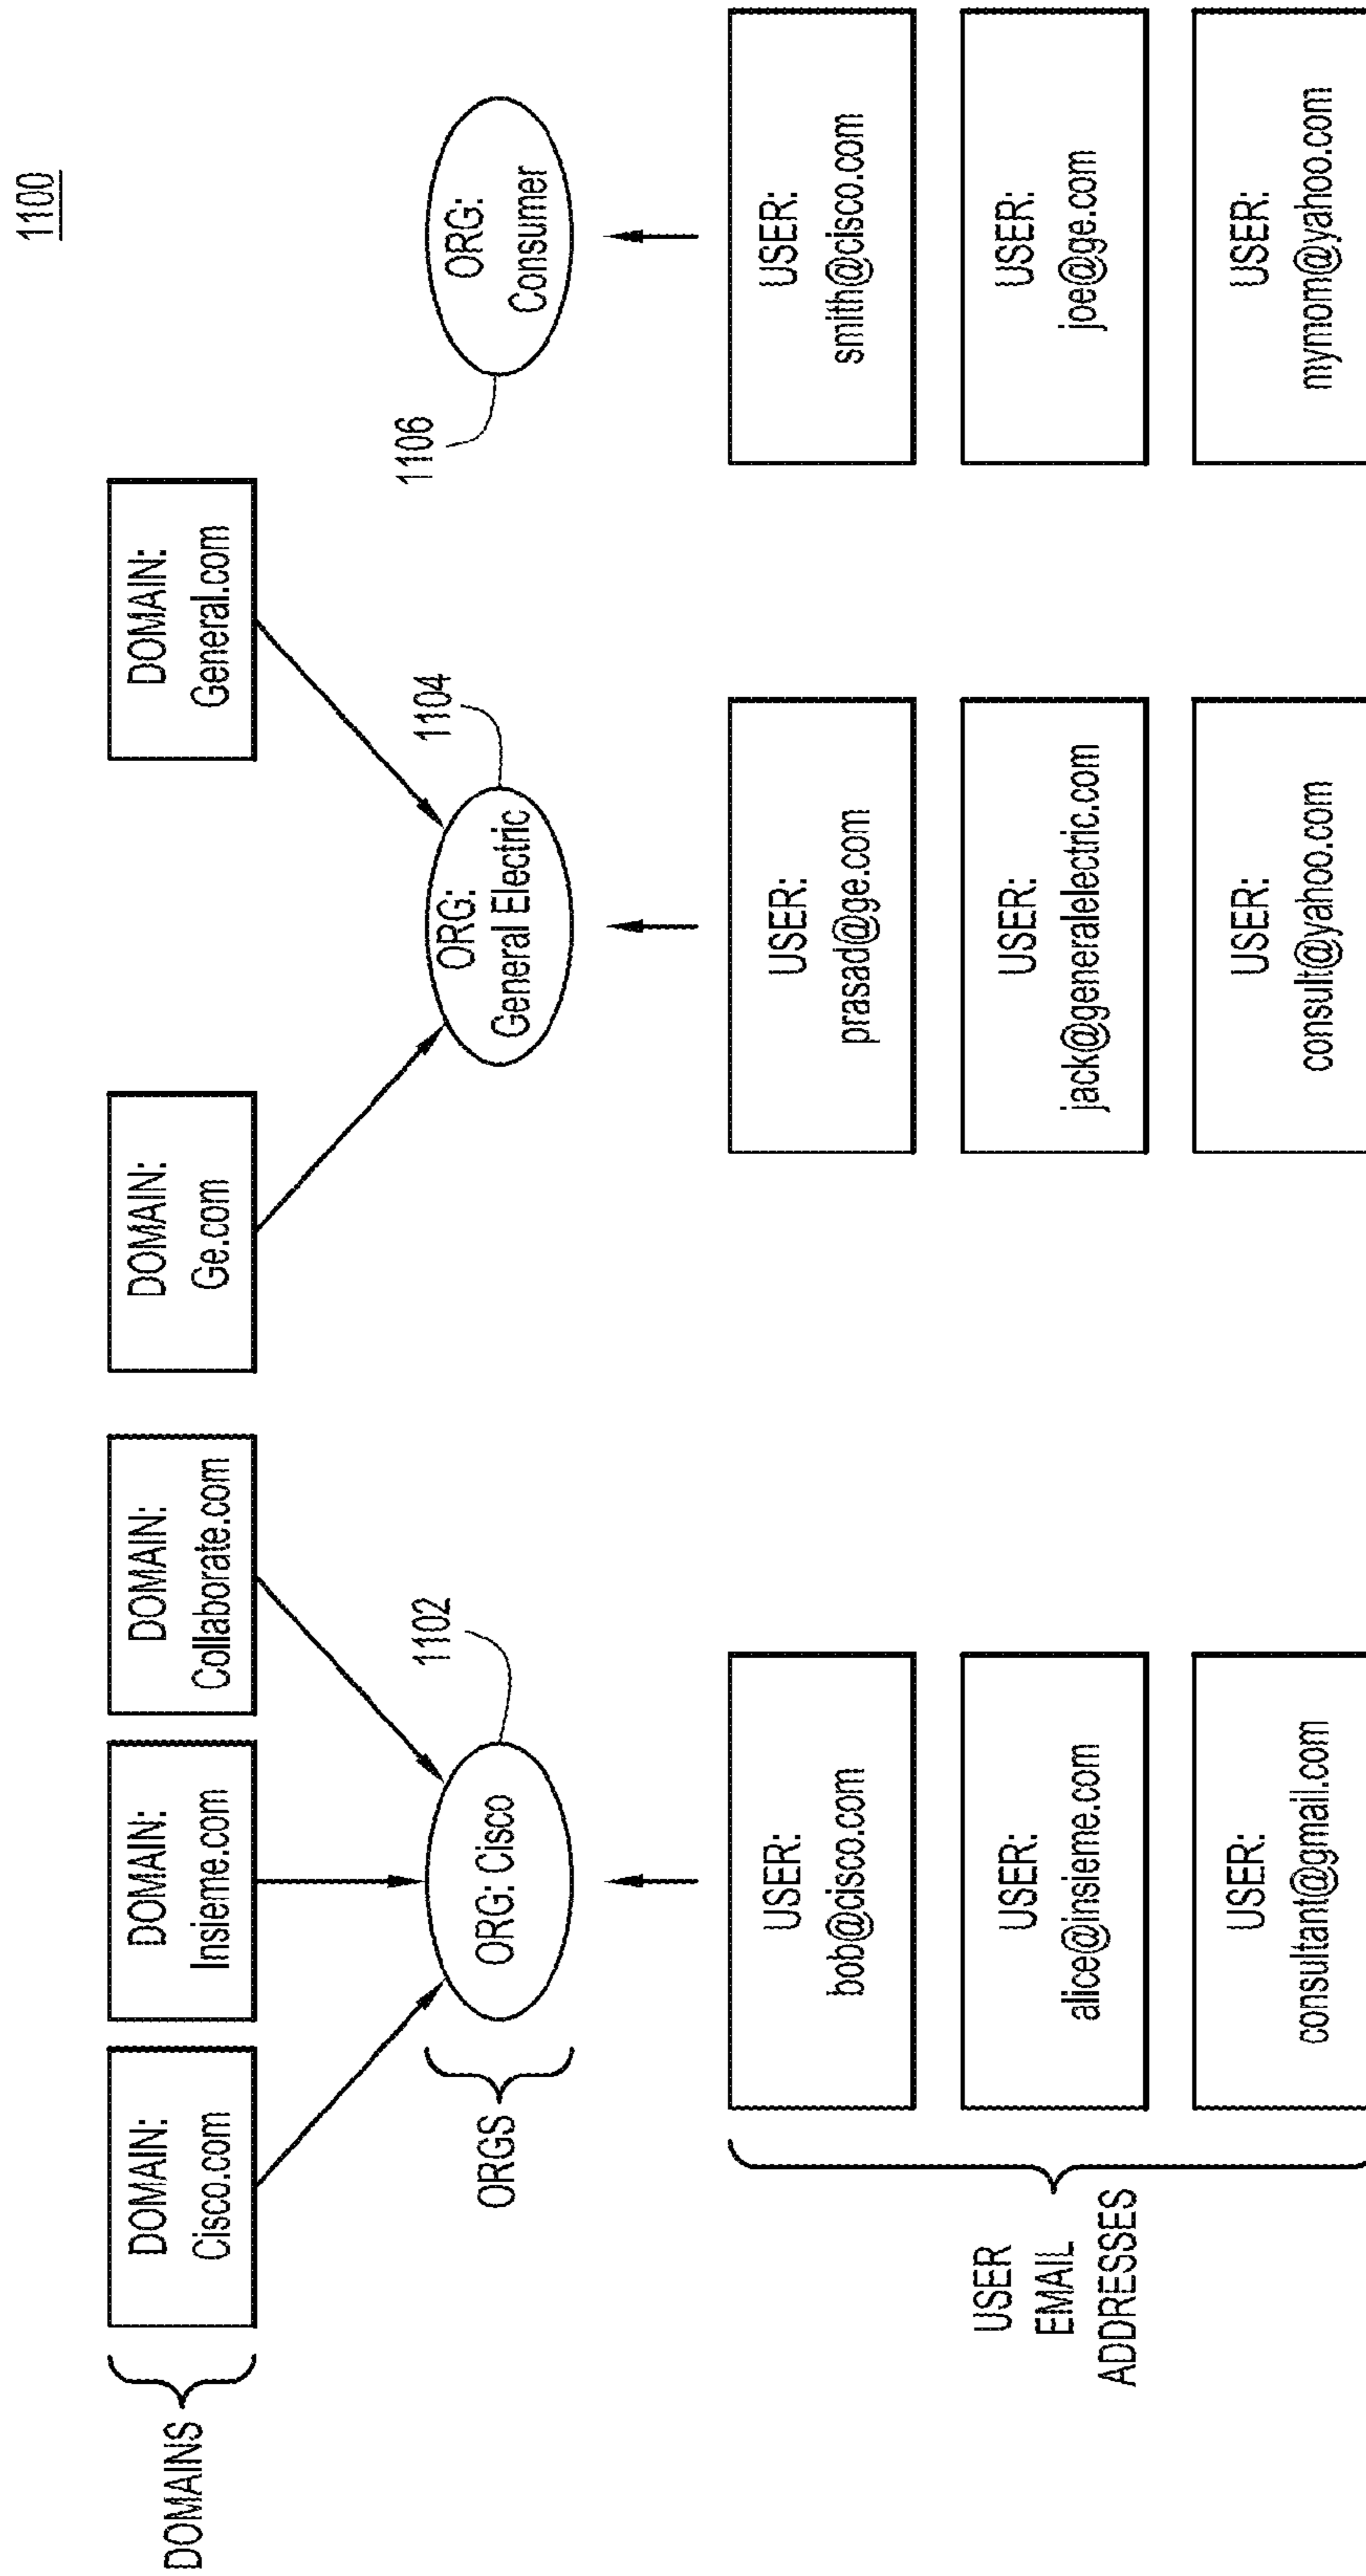 1100
DOMAINS
DOMAIN:
Cisco.com
DOMAIN:
Insieme.com
DOMAIN:
Collaborate.com
DOMAIN:
Ge.com
DOMAIN:
General.com
ORGS
ORG: Cisco
1102
ORG:
General Electric
1104
ORG:
Consumer
1106
USER
EMAIL
ADDRESSES
USER:
bob@cisco.com
USER:
alice@insieme.com
USER:
consultant@gmail.com
USER:
prasad@ge.com
USER:
jack@generalelectric.com
USER:
consult@yahoo.com
USER:
smith@cisco.com
USER:
joe@ge.com
USER:
mymom@yahoo.com